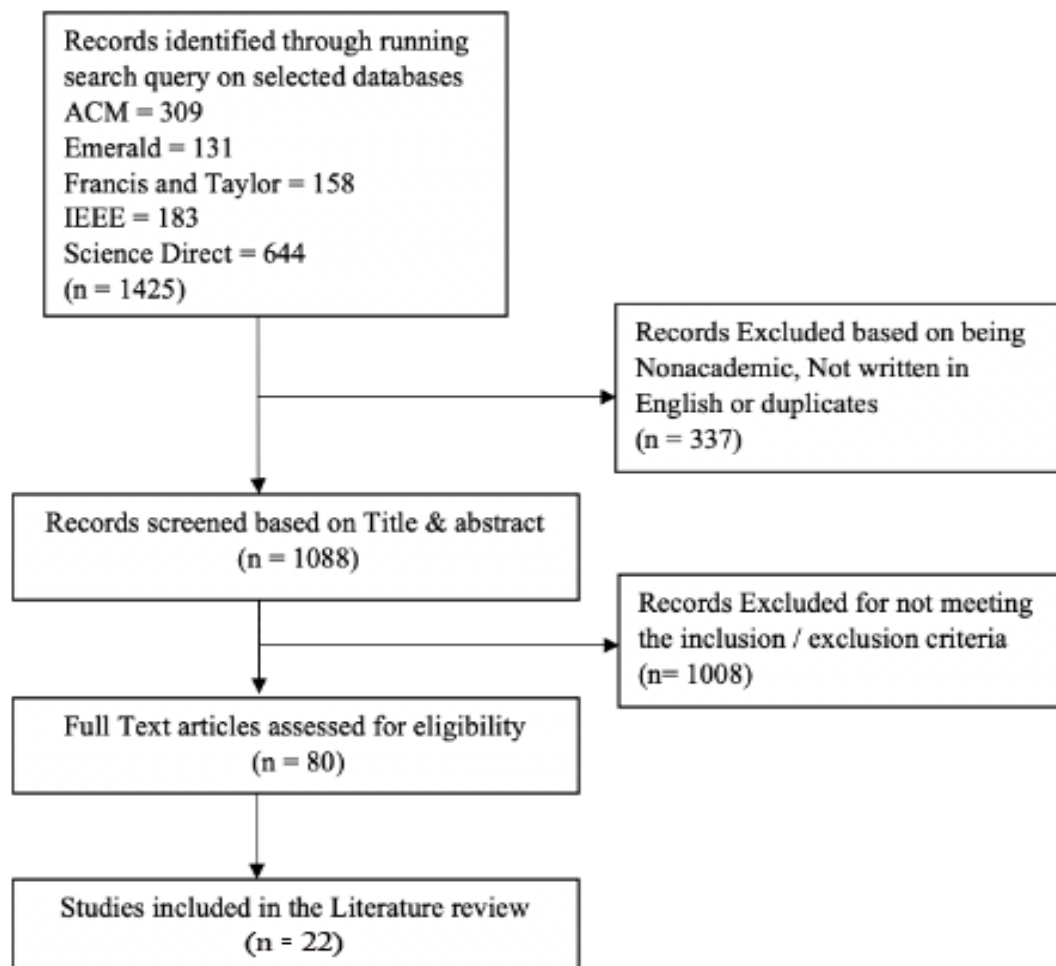 Records identified through running
search query on selected databases
ACM = 309
Emerald = 131
Francis and Taylor = 158
IEEE = 183
Science Direct = 644
(n = 1425)
Records Excluded based on being
Nonacademic, Not written in
English or duplicates
(n = 337)
Records screened based on Title & abstract
(n = 1088)
Records Excluded for not meeting
the inclusion / exclusion criteria
(n= 1008)
Full Text articles assessed for eligibility
(n = 80)
Studies included in the Literature review
(n = 22)